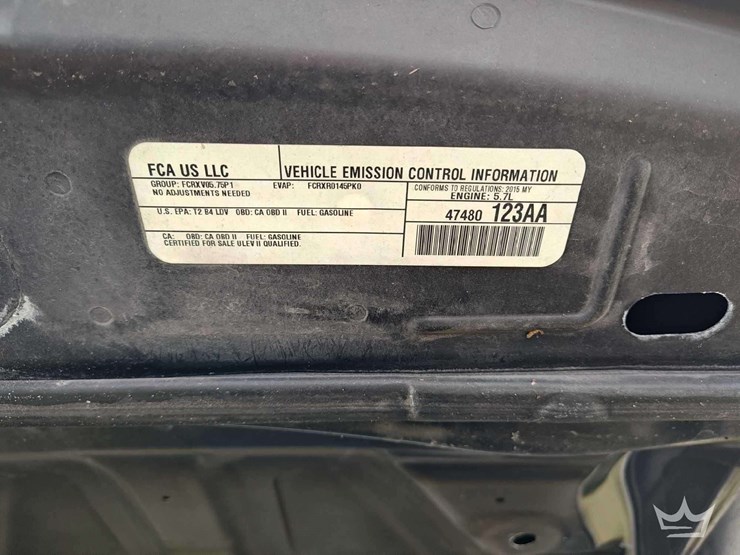 FCA US LLC VEHICLE EMISSION CONTROL INFORMATION
GROUP: FCRXV05.75P1 EVAP: FCRXR0145PK0 CONFORMS TO REGULATIONS: 2015 MY
NO ADJUSTMENTS NEEDED ENGINE: 5.7L
U.S. EPA: T2 B4 LDV OBD: CA OBD II FUEL: GASOLINE 47480 123AA
CA: OBD: CA OBD II FUEL: GASOLINE
CERTIFIED FOR SALE ULEV II QUALIFIED.